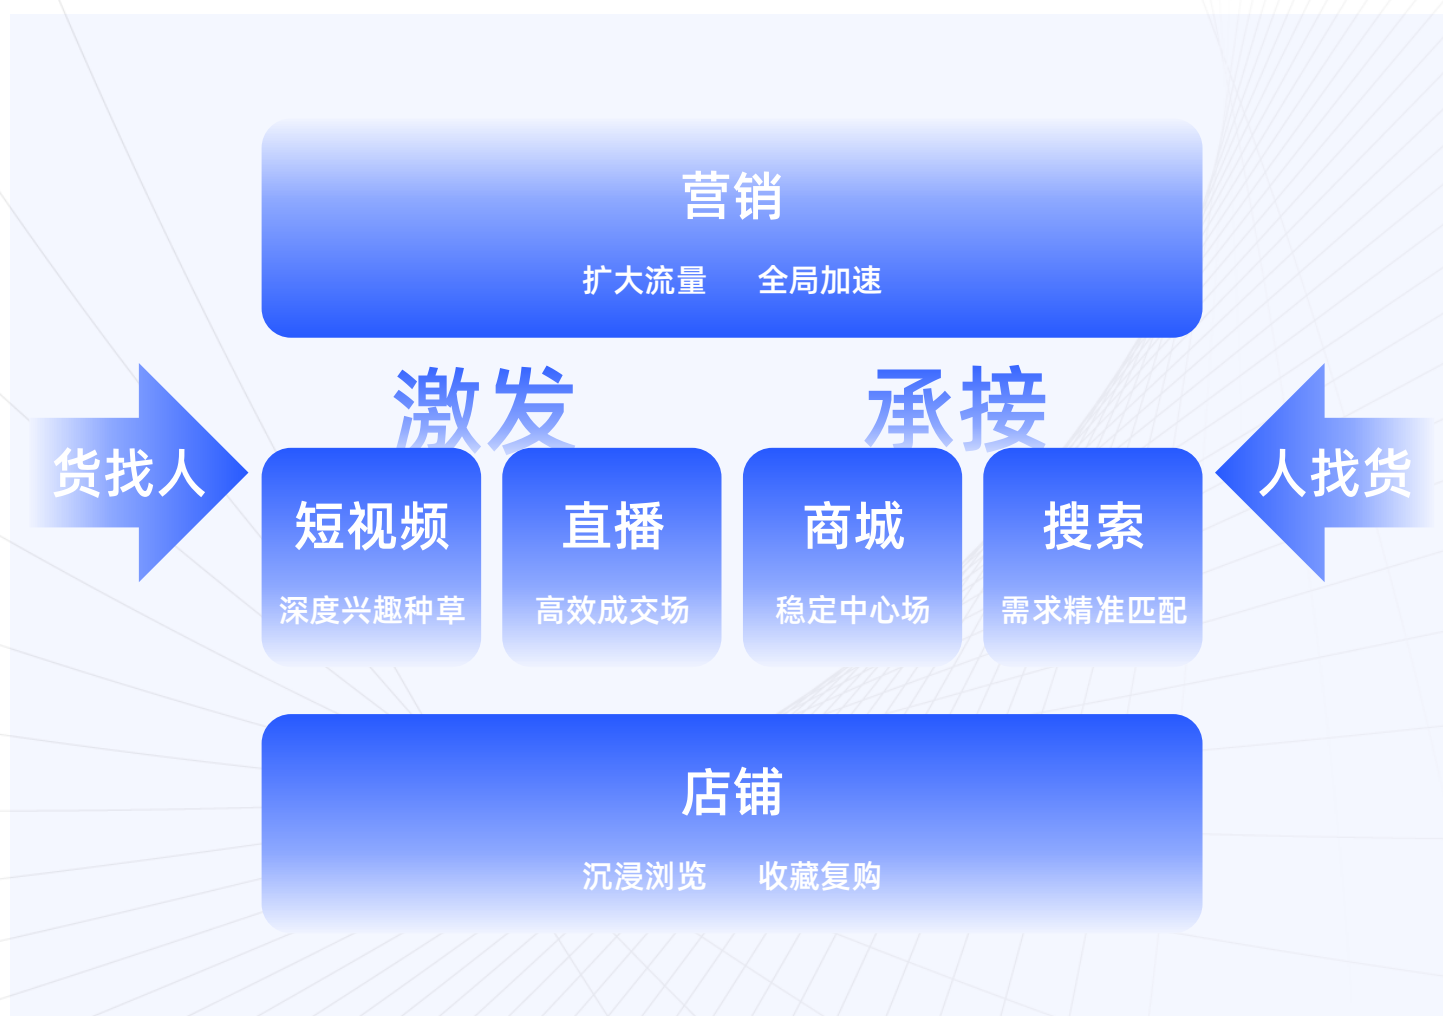 营销
扩大流量 全局加速
激发 承接
货找人
人找货
短视频 直播 商城 搜索
深度兴趣种草 高效成交场 稳定中心场 需求精准匹配
店铺
沉浸浏览 收藏复购